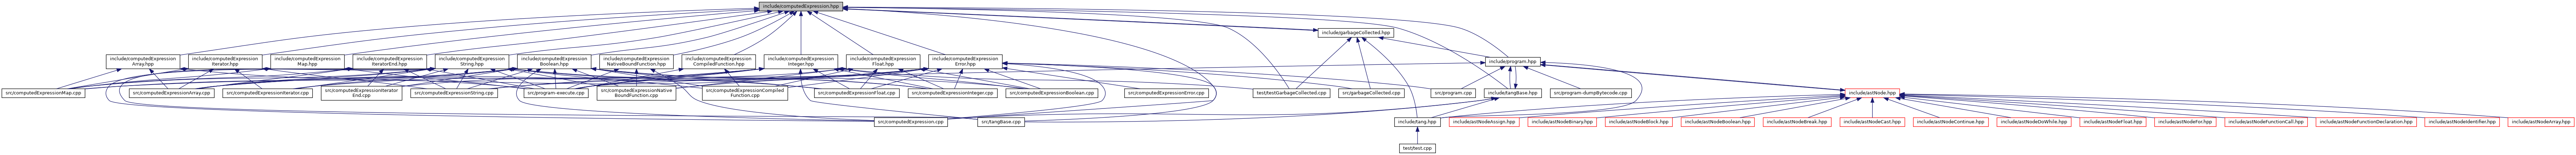 include/computedExpression.hpp
include/garbageCollected.hpp
include/computedExpression
Array.hpp
include/computedExpression
Iterator.hpp
include/computedExpression
Map.hpp
include/computedExpression
IteratorEnd.hpp
include/computedExpression
String.hpp
include/computedExpression
Boolean.hpp
include/computedExpression
NativeBoundFunction.hpp
include/computedExpression
CompiledFunction.hpp
include/computedExpression
Integer.hpp
include/computedExpression
Float.hpp
include/computedExpression
Error.hpp
include/program.hpp
src/computedExpressionMap.cpp
src/computedExpressionArray.cpp
src/computedExpressionIterator.cpp
src/computedExpressionIterator
End.cpp
src/computedExpressionString.cpp
src/program-execute.cpp
src/computedExpressionNative
BoundFunction.cpp
src/computedExpressionCompiled
Function.cpp
src/computedExpressionFloat.cpp
src/computedExpressionInteger.cpp
src/computedExpressionBoolean.cpp
src/computedExpressionError.cpp
test/testGarbageCollected.cpp
src/garbageCollected.cpp
src/program.cpp
include/tangBase.hpp
src/program-dumpBytecode.cpp
include/astNode.hpp
src/computedExpression.cpp
src/tangBase.cpp
include/tang.hpp
include/astNodeAssign.hpp
include/astNodeBinary.hpp
include/astNodeBlock.hpp
include/astNodeBoolean.hpp
include/astNodeBreak.hpp
include/astNodeCast.hpp
include/astNodeContinue.hpp
include/astNodeDoWhile.hpp
include/astNodeFloat.hpp
include/astNodeFor.hpp
include/astNodeFunctionCall.hpp
include/astNodeFunctionDeclaration.hpp
include/astNodeIdentifier.hpp
include/astNodeArray.hpp
test/test.cpp